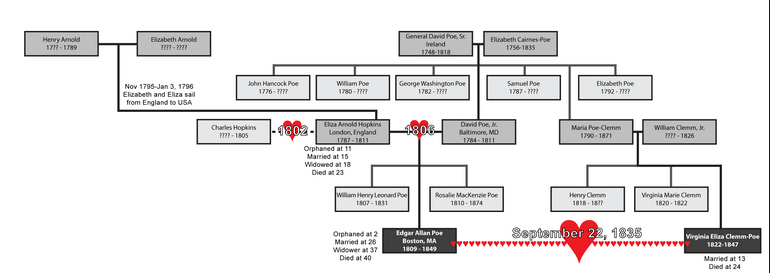 Henry Arnold
17?? - 1789
Elizabeth Arnold
???? - ????
General David Poe, Sr.
Ireland
1748-1818
Elizabeth Cairnes-Poe
1756-1835
John Hancock Poe
1776 - ????
William Poe
1780 - ????
George Washington Poe
1782 - ????
Samuel Poe
1787 - ????
Elizabeth Poe
1792 - ????
Nov 1795-Jan 3, 1796
Elizabeth and Eliza sail
from England to USA
Charles Hopkins
???? - 1805
1802
Eliza Arnold Hopkins
London, England
1787 - 1811
1806
David Poe, Jr.
Baltimore, MD
1784 - 1811
Maria Poe-Clemm
1790 - 1871
William Clemm, Jr.
???? - 1826
Orphaned at 11
Married at 15
Widowed at 18
Died at 23
William Henry Leonard Poe
1807 - 1831
Rosalie MacKenzie Poe
1810 - 1874
Henry Clemm
1818 - 18??
Virginia Marie Clemm
1820 - 1822
Orphaned at 2
Married at 26
Widower at 37
Died at 40
Edgar Allan Poe
Boston, MA
1809 - 1849
September 22, 1835
Virginia Eliza Clemm-Poe
1822-1847
Married at 13
Died at 24